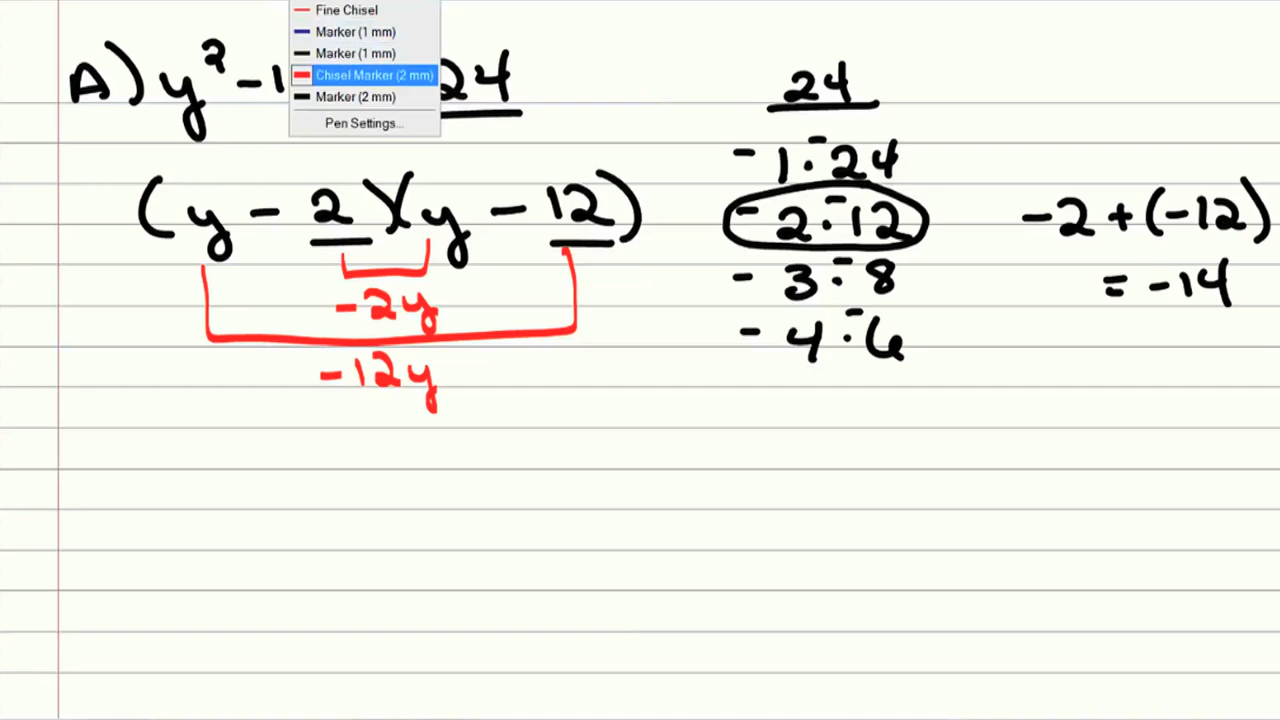 Fine Chisel
Marker (1 mm)
Marker (1 mm)
Chisel Marker (2 mm)
Marker (2 mm)
Pen Settings...
A) y² - 1 24
(y - 2)(y - 12)
-2y
-12y
24
- 1 · - 24
- 2 · - 12
- 3 · - 8
- 4 · - 6
-2 + (-12)
= -14